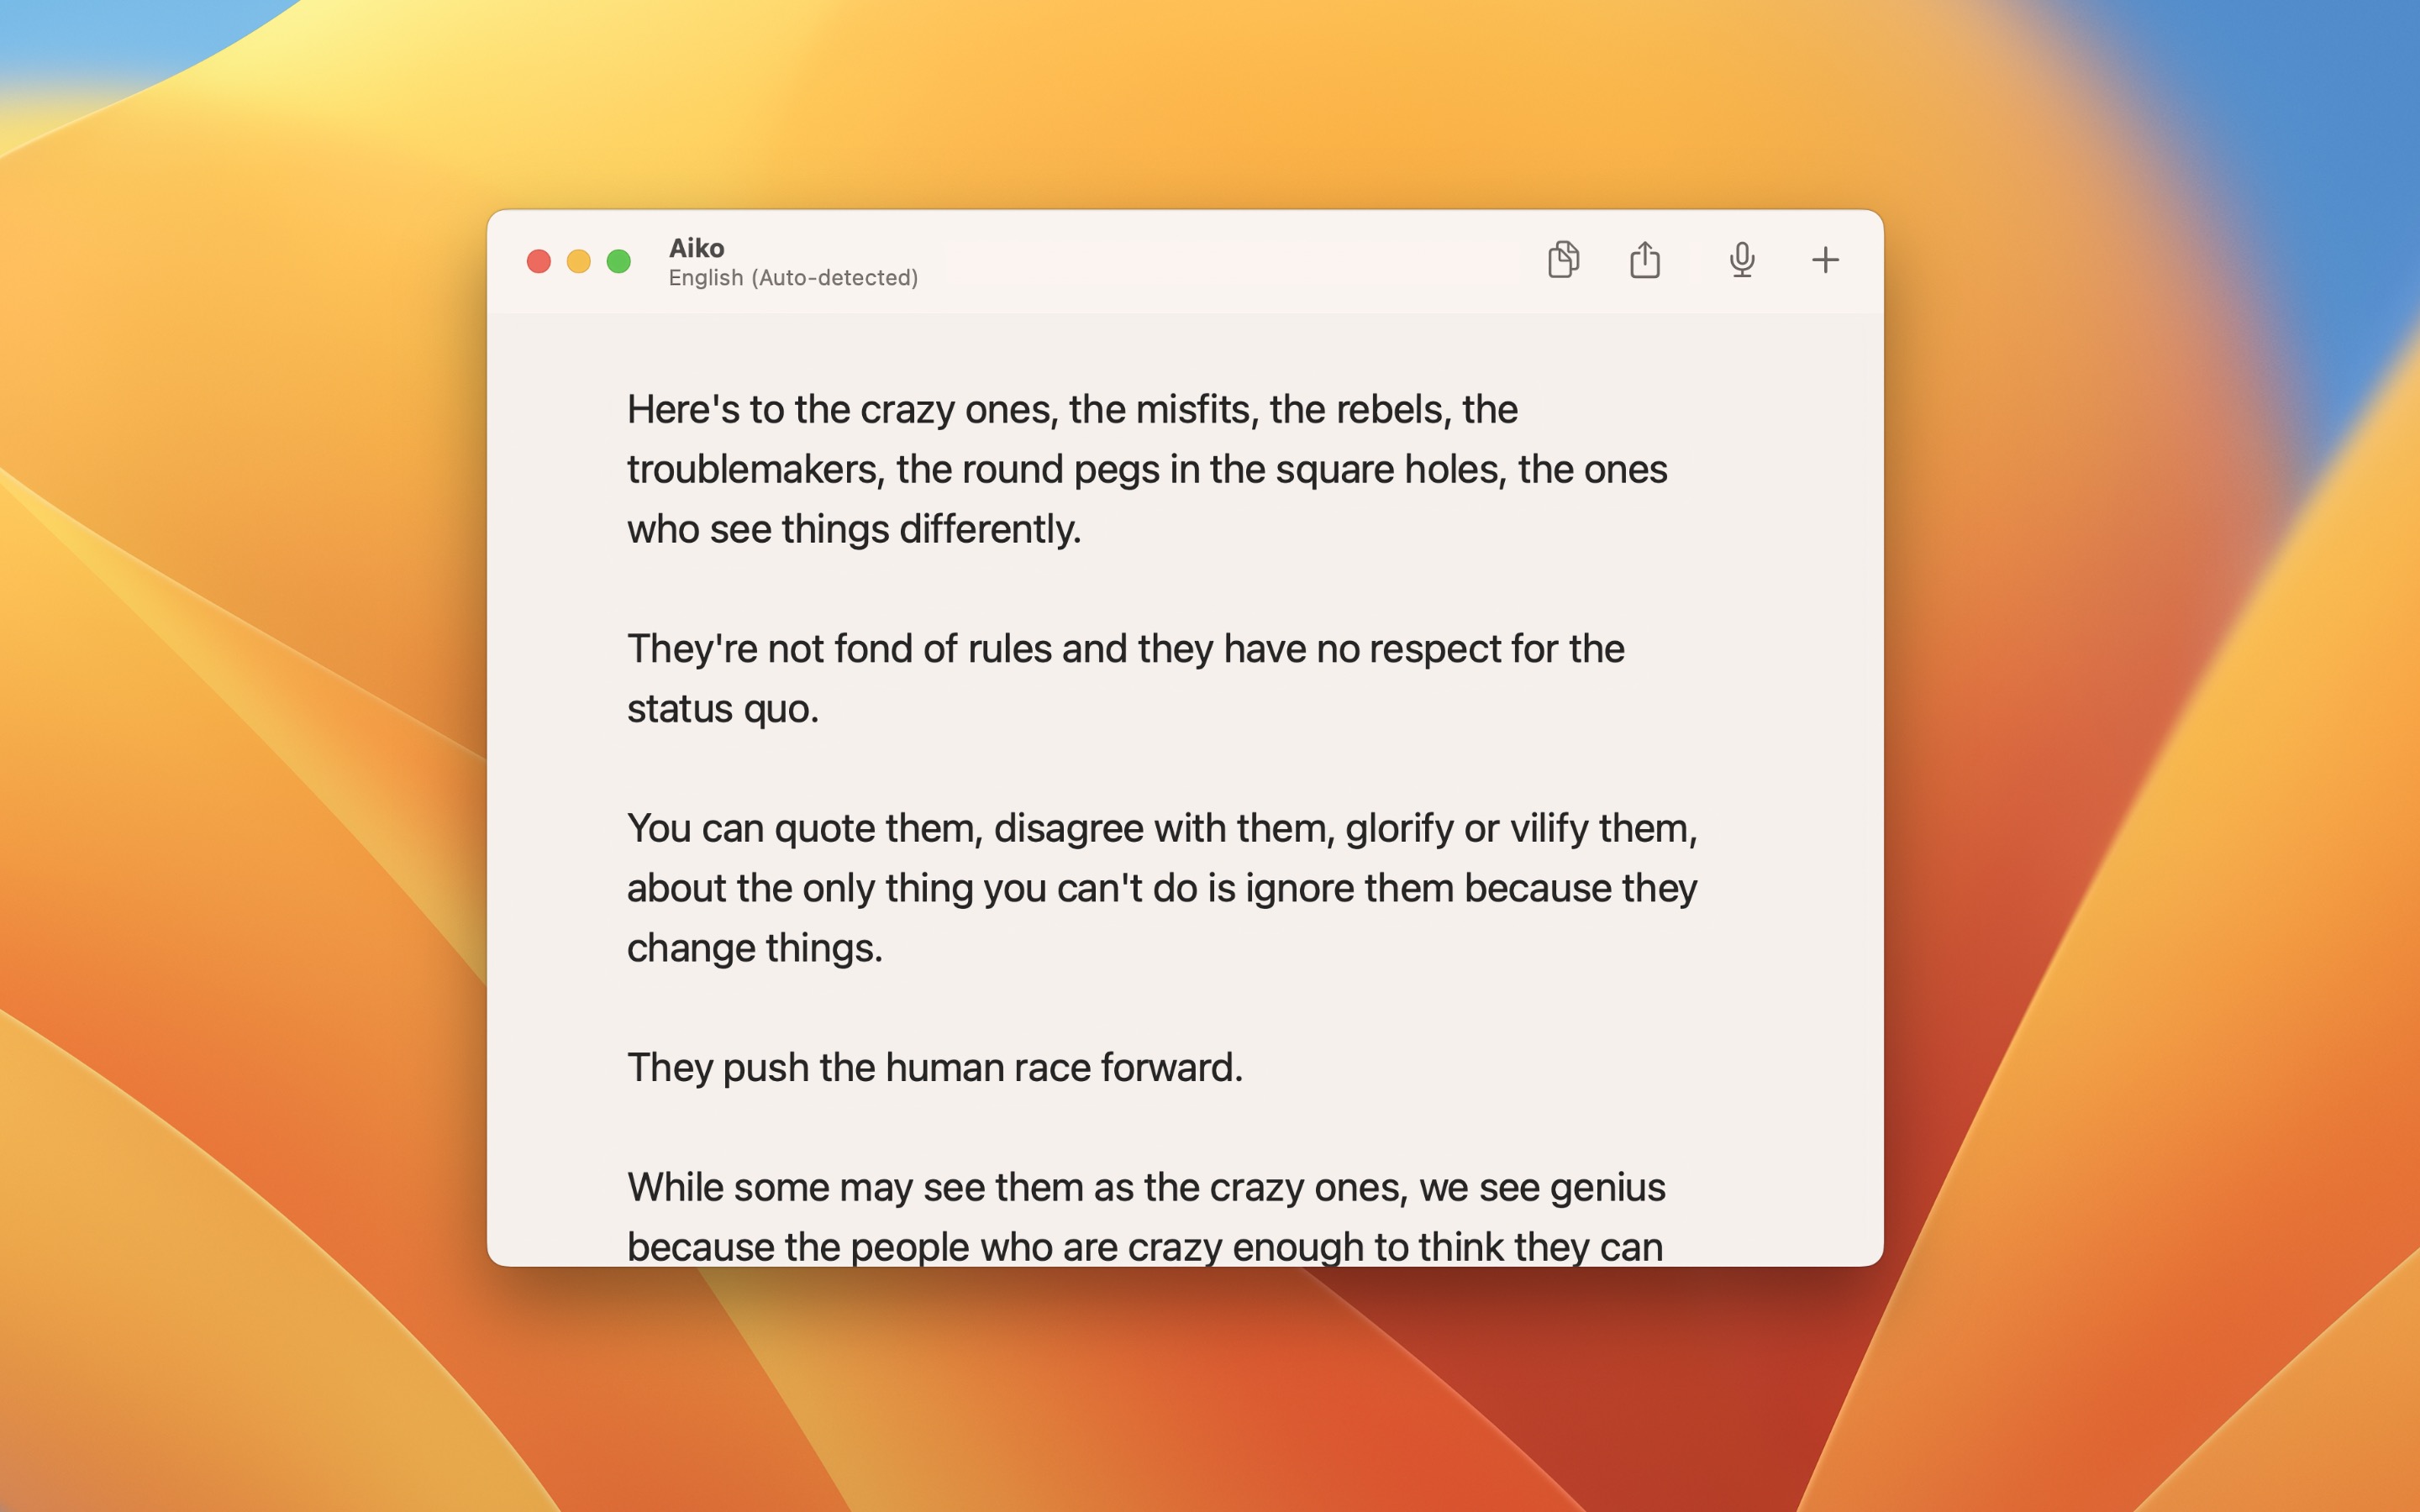 Aiko
English (Auto-detected)
Here's to the crazy ones, the misfits, the rebels, the
troublemakers, the round pegs in the square holes, the ones
who see things differently.
They're not fond of rules and they have no respect for the
status quo.
You can quote them, disagree with them, glorify or vilify them,
about the only thing you can't do is ignore them because they
change things.
They push the human race forward.
While some may see them as the crazy ones, we see genius
because the people who are crazy enough to think they can